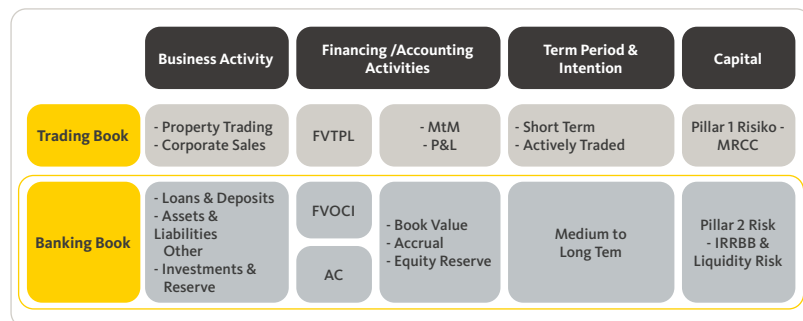 Business Activity
Financing /Accounting
Activities
Term Period &
Intention
Capital
Trading Book
- Property Trading
- Corporate Sales
FVTPL
- MtM
- P&L
- Short Term
- Actively Traded
Pillar 1 Risiko -
MRCC
Banking Book
- Loans & Deposits
- Assets &
Liabilities
Other
- Investments &
Reserve
FVOCI
AC
- Book Value
- Accrual
- Equity Reserve
Medium to
Long Tem
Pillar 2 Risk
- IRRBB &
Liquidity Risk